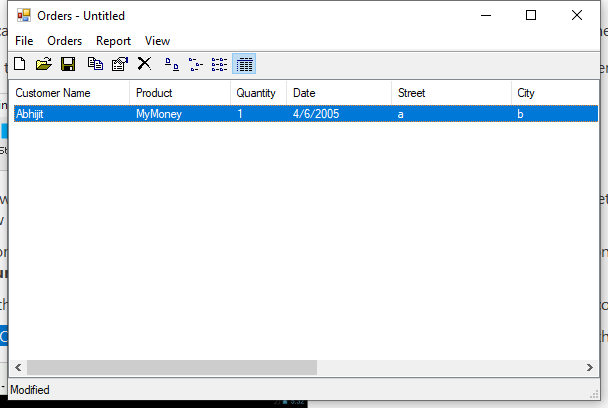 Orders - Untitled
File Orders Report View
Customer Name Product Quantity Date Street City
Abhijit MyMoney 1 4/6/2005 a b
Modified